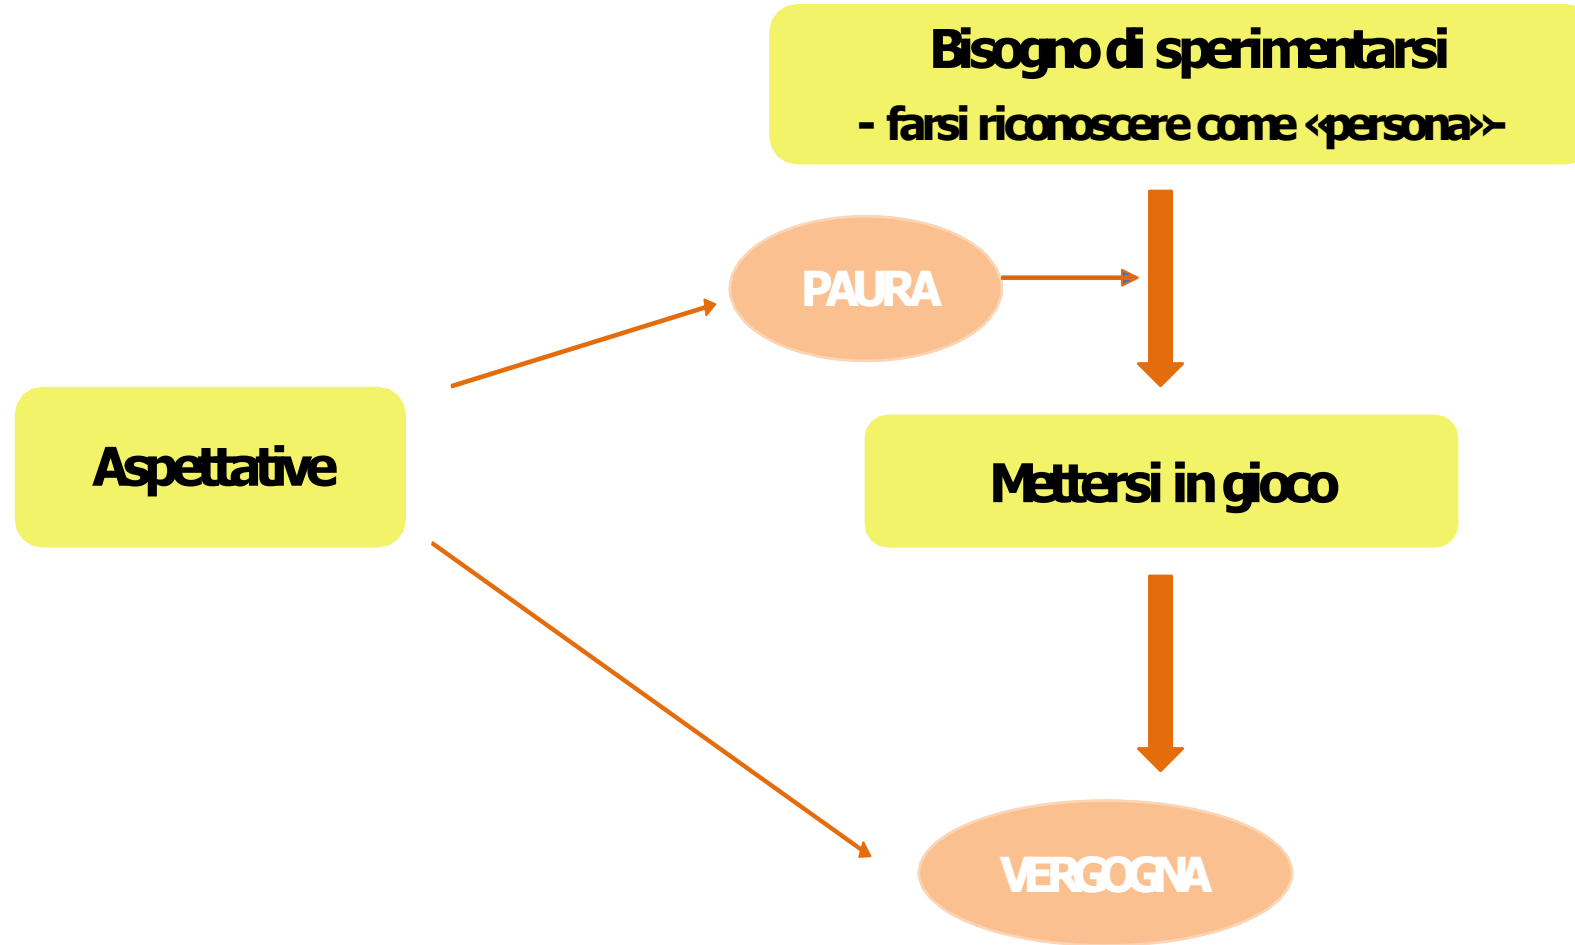 Bisogno di sperimentarsi
- farsi riconoscere come «persona»-
PAURA
Aspettative
Mettersi in gioco
VERGOGNA